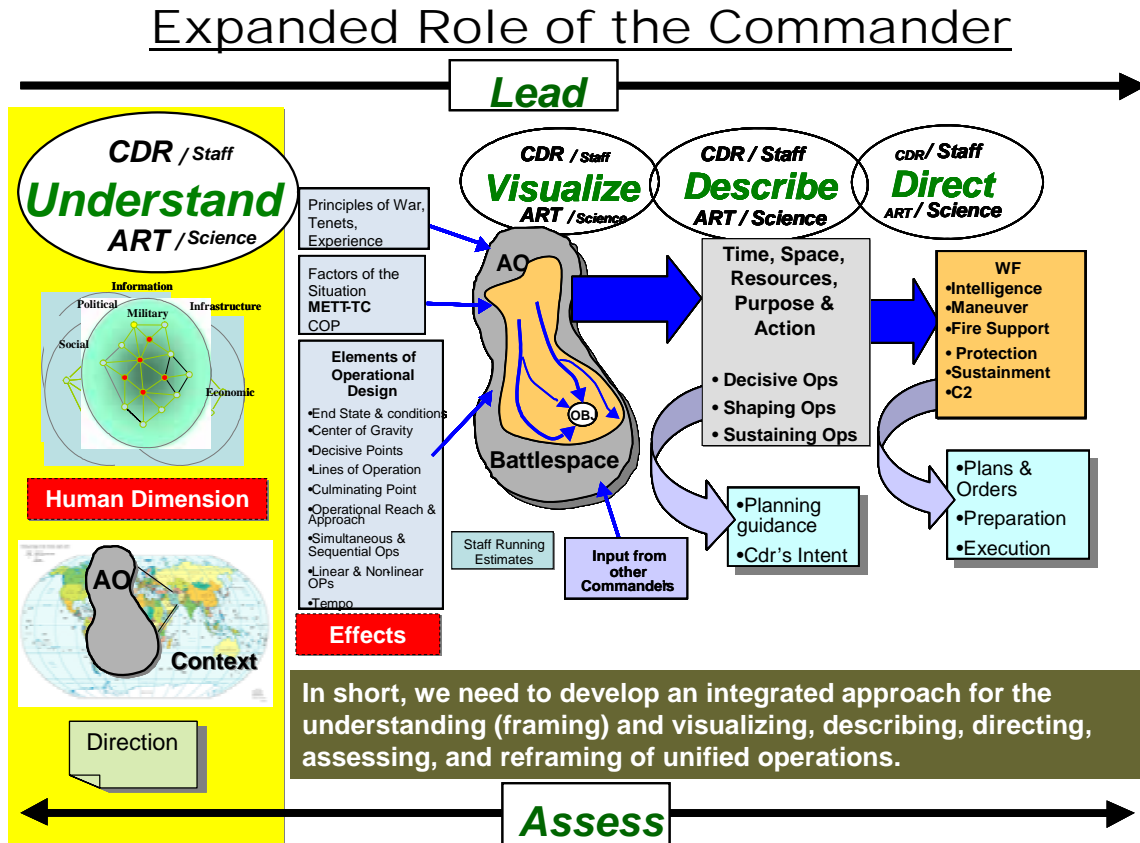 Expanded Role of the Commander
Lead
CDR / Staff
Understand
ART / Science
CDR / Staff
Visualize
ART / Science
CDR / Staff
Describe
ART / Science
CDR / Staff
Direct
ART / Science
Information
Political
Infrastructure
Military
Social
Economic
Human Dimension
AO
Context
Direction
Principles of War,
Tenets,
Experience
Factors of the
Situation
METT-TC
COP
Elements of
Operational
Design
•End State & conditions
•Center of Gravity
•Decisive Points
•Lines of Operation
•Culminating Point
•Operational Reach &
Approach
•Simultaneous &
Sequential Ops
•Linear & Non-linear
OPs
•Tempo
Effects
AO
OBJ
Battlespace
Staff Running
Estimates
Input from
other
Commanders
Time, Space,
Resources,
Purpose &
Action
• Decisive Ops
• Shaping Ops
• Sustaining Ops
•Planning
guidance
•Cdr's Intent
WF
•Intelligence
•Maneuver
•Fire Support
• Protection
•Sustainment
•C2
•Plans &
Orders
•Preparation
•Execution
In short, we need to develop an integrated approach for the
understanding (framing) and visualizing, describing, directing,
assessing, and reframing of unified operations.
Assess